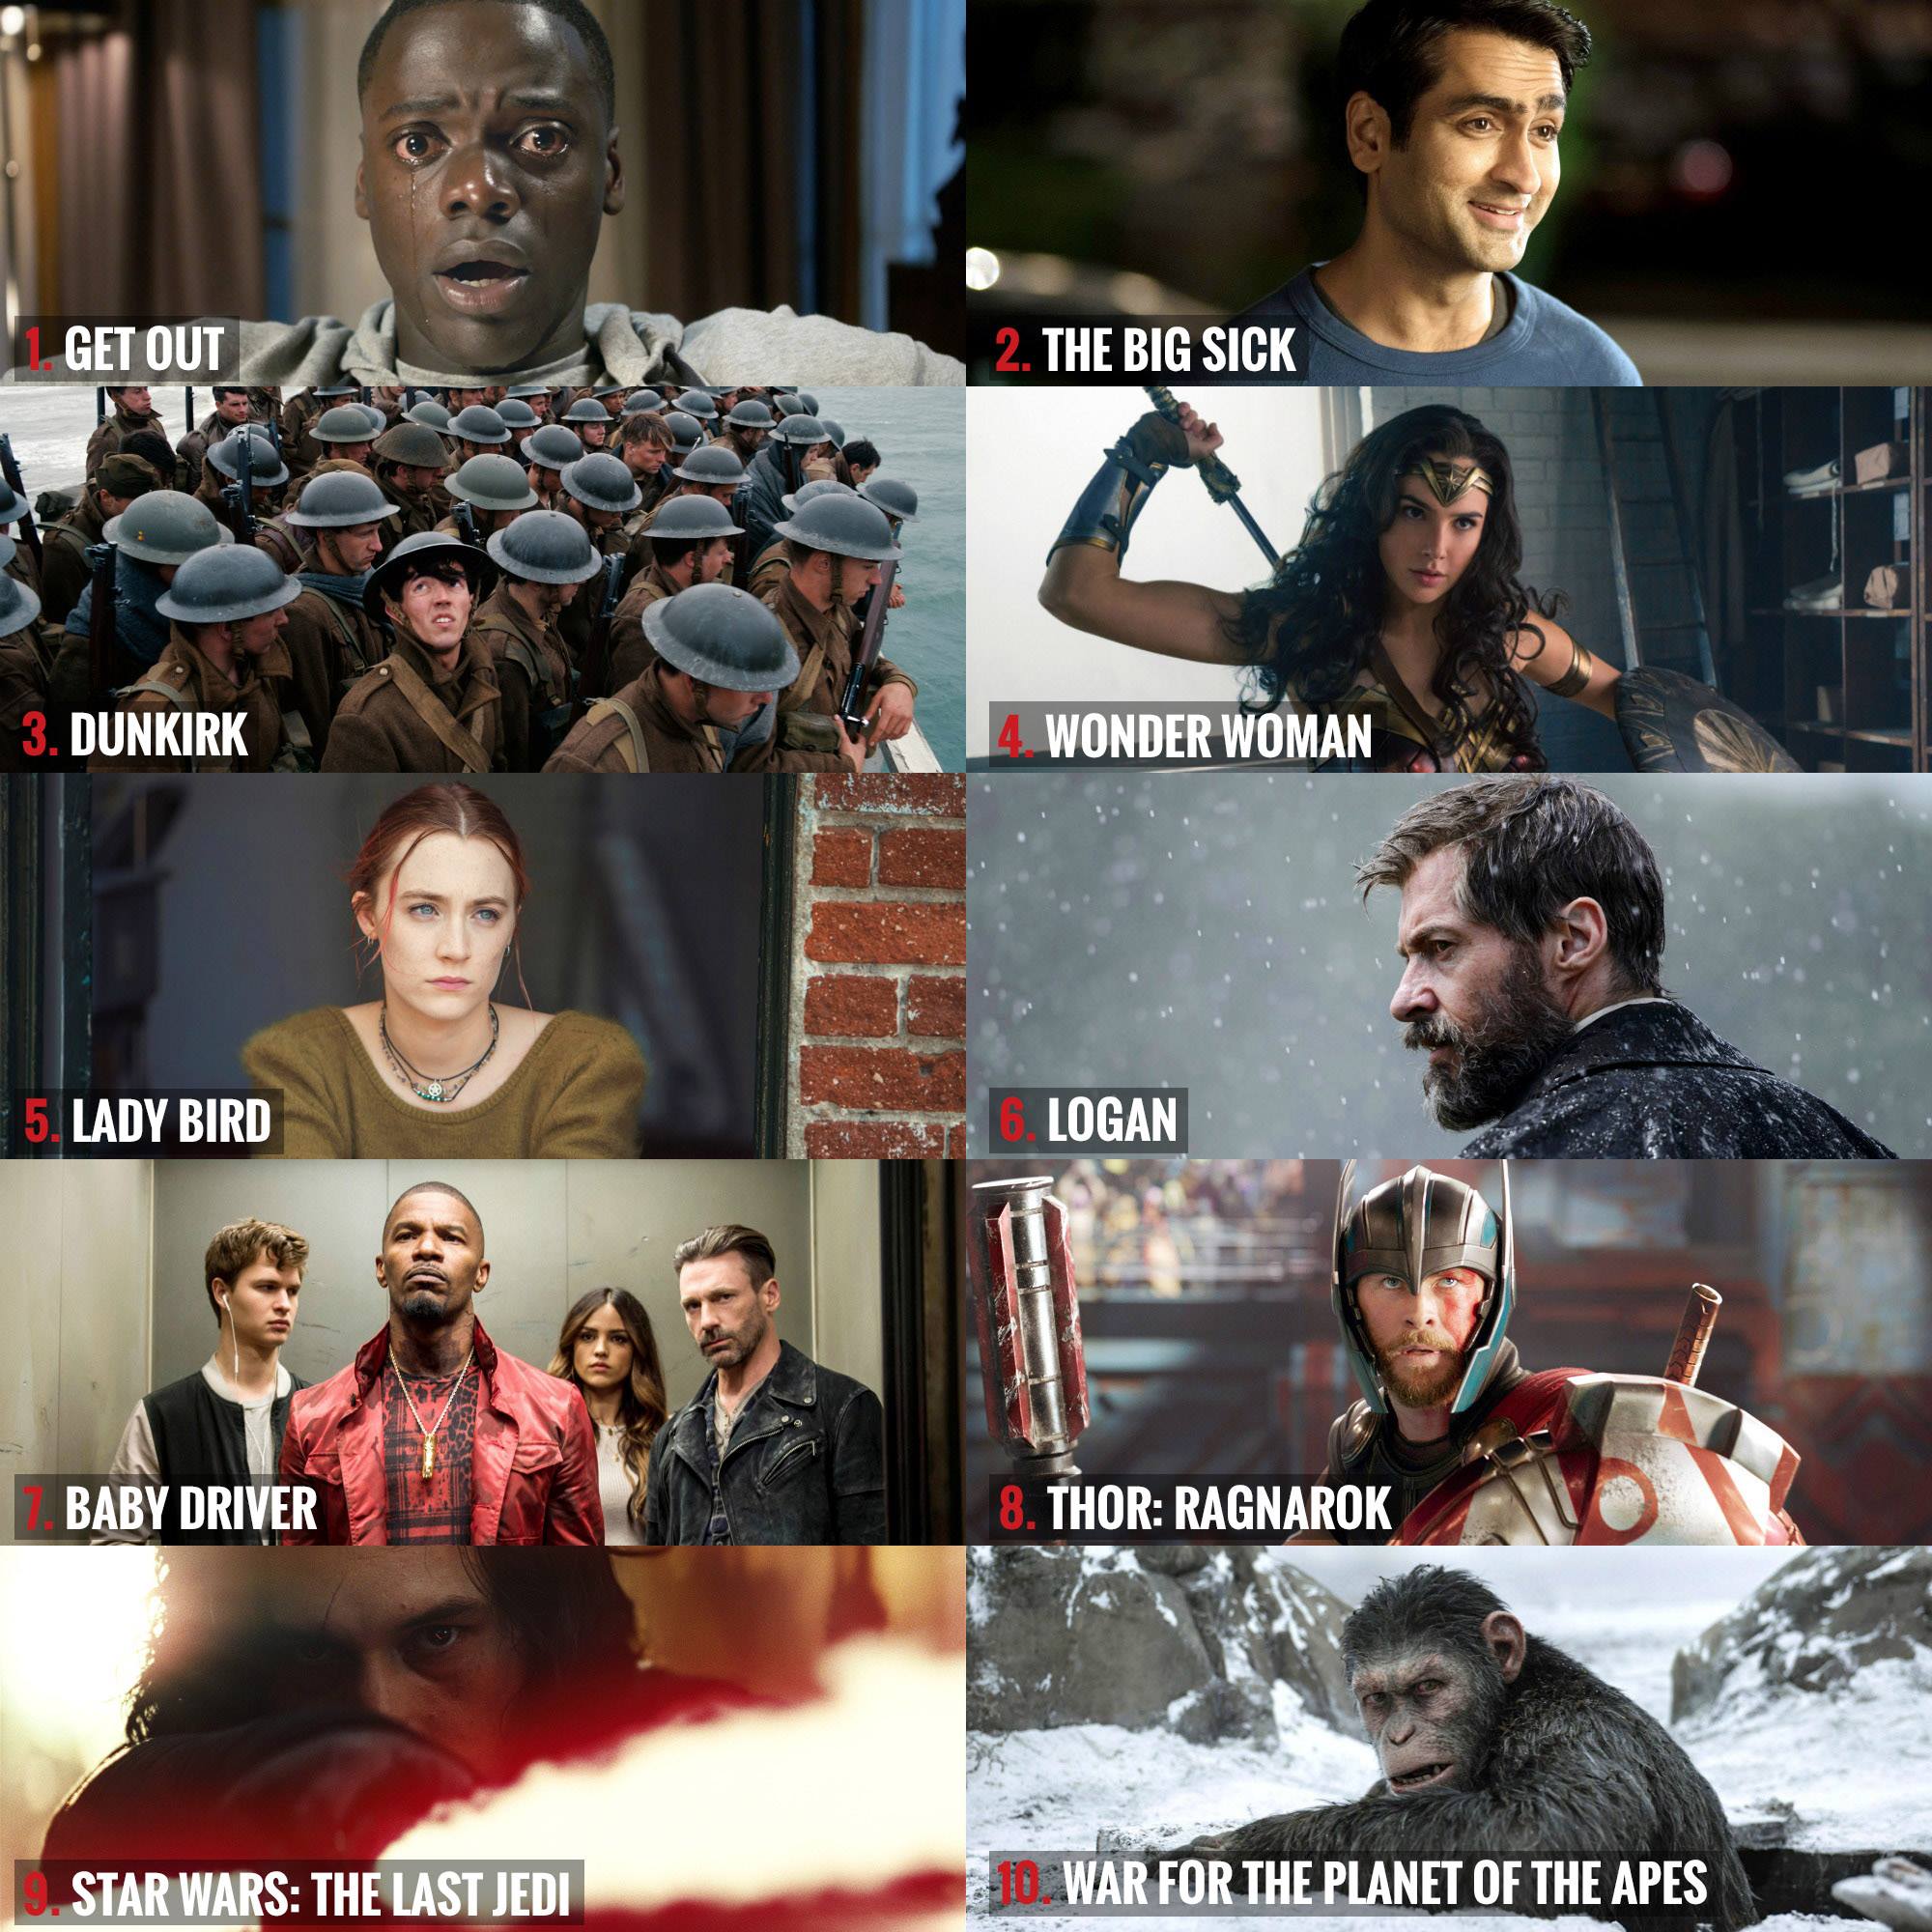 1. GET OUT
2. THE BIG SICK
3. DUNKIRK
4. WONDER WOMAN
5. LADY BIRD
6. LOGAN
7. BABY DRIVER
8. THOR: RAGNAROK
9. STAR WARS: THE LAST JEDI
10. WAR FOR THE PLANET OF THE APES